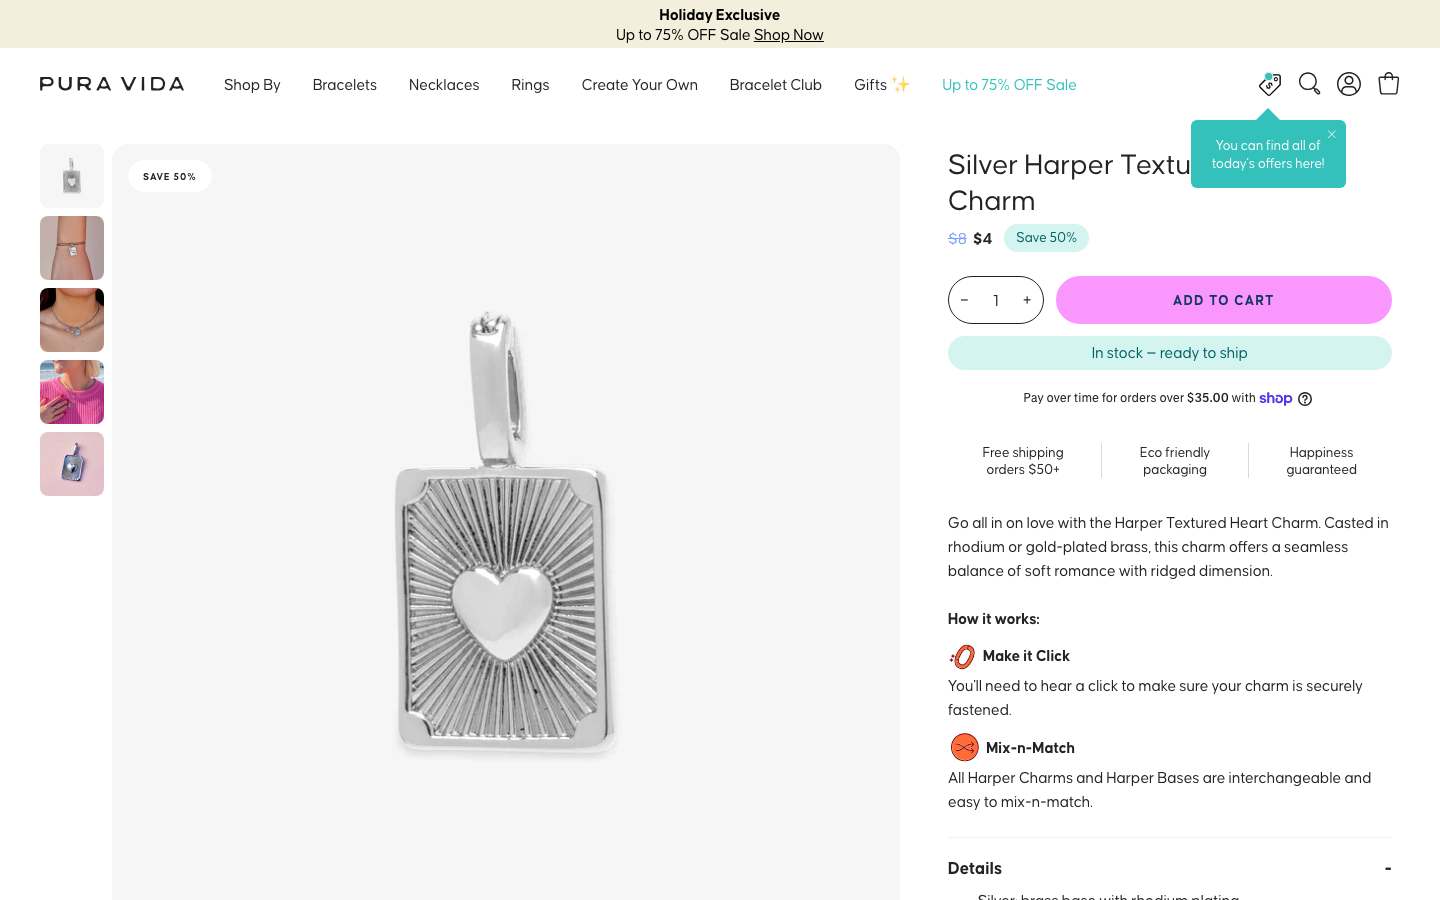 Holiday Exclusive
Up to 75% OFF Sale Shop Now
PURA VIDA
Shop By
Bracelets
Necklaces
Rings
Create Your Own
Bracelet Club
Gifts ✨
Up to 75% OFF Sale
You can find all of
today's offers here!
SAVE 50%
Silver Harper
Charm
$8 $4
Save 50%
− 1 +
ADD TO CART
In stock – ready to ship
Pay over time for orders over $35.00 with shop
Free shipping
orders $50+
Eco friendly
packaging
Happiness
guaranteed
Go all in on love with the Harper Textured Heart Charm. Casted in
rhodium or gold-plated brass, this charm offers a seamless
balance of soft romance with ridged dimension.
How it works:
Make it Click
You'll need to hear a click to make sure your charm is securely
fastened.
Mix-n-Match
All Harper Charms and Harper Bases are interchangeable and
easy to mix-n-match.
Details
-
Silver: brass base with rhodium plating